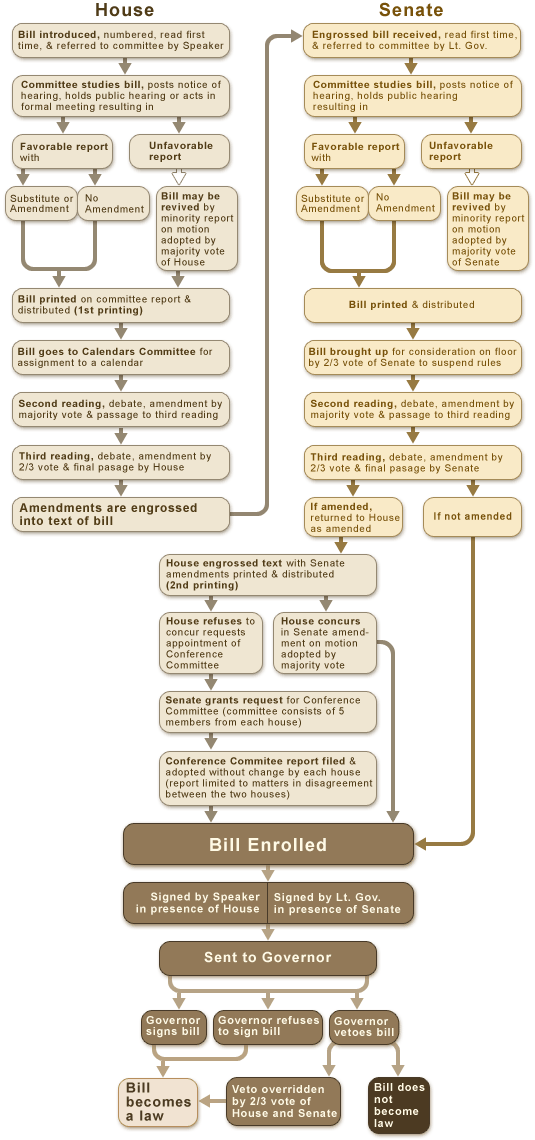 House
Bill introduced, numbered, read first
time, & referred to committee by Speaker
Committee studies bill, posts notice of
hearing, holds public hearing or acts in
formal meeting resulting in
Favorable report
with
Unfavorable
report
Substitute or
Amendment
No
Amendment
Bill may be
revived by
minority report
on motion
adopted by
majority vote
of House
Bill printed on committee report &
distributed (1st printing)
Bill goes to Calendars Committee for
assignment to a calendar
Second reading, debate, amendment by
majority vote & passage to third reading
Third reading, debate, amendment by
2/3 vote & final passage by House
Amendments are engrossed
into text of bill
Senate
Engrossed bill received, read first time,
& referred to committee by Lt. Gov.
Committee studies bill, posts notice of
hearing, holds public hearing
resulting in
Favorable report
with
Unfavorable
report
Substitute or
Amendment
No
Amendment
Bill may be
revived by
minority report
on motion
adopted by
majority vote
of Senate
Bill printed & distributed
Bill brought up for consideration on floor
by 2/3 vote of Senate to suspend rules
Second reading, debate, amendment by
majority vote & passage to third reading
Third reading, debate, amendment by
2/3 vote & final passage by Senate
If amended,
returned to House
as amended
If not amended
House engrossed text with Senate
amendments printed & distributed
(2nd printing)
House refuses to
concur requests
appointment of
Conference
Committee
House concurs
in Senate amend-
ment on motion
adopted by
majority vote
Senate grants request for Conference
Committee (committee consists of 5
members from each house)
Conference Commitee report filed &
adopted without change by each house
(report limited to matters in disagreement
between the two houses)
Bill Enrolled
Signed by Speaker
in presence of House
Signed by Lt. Gov.
in presence of Senate
Sent to Governor
Governor
signs bill
Governor refuses
to sign bill
Governor
vetoes bill
Bill
becomes
a law
Veto overridden
by 2/3 vote of
House and Senate
Bill does
not
become
law